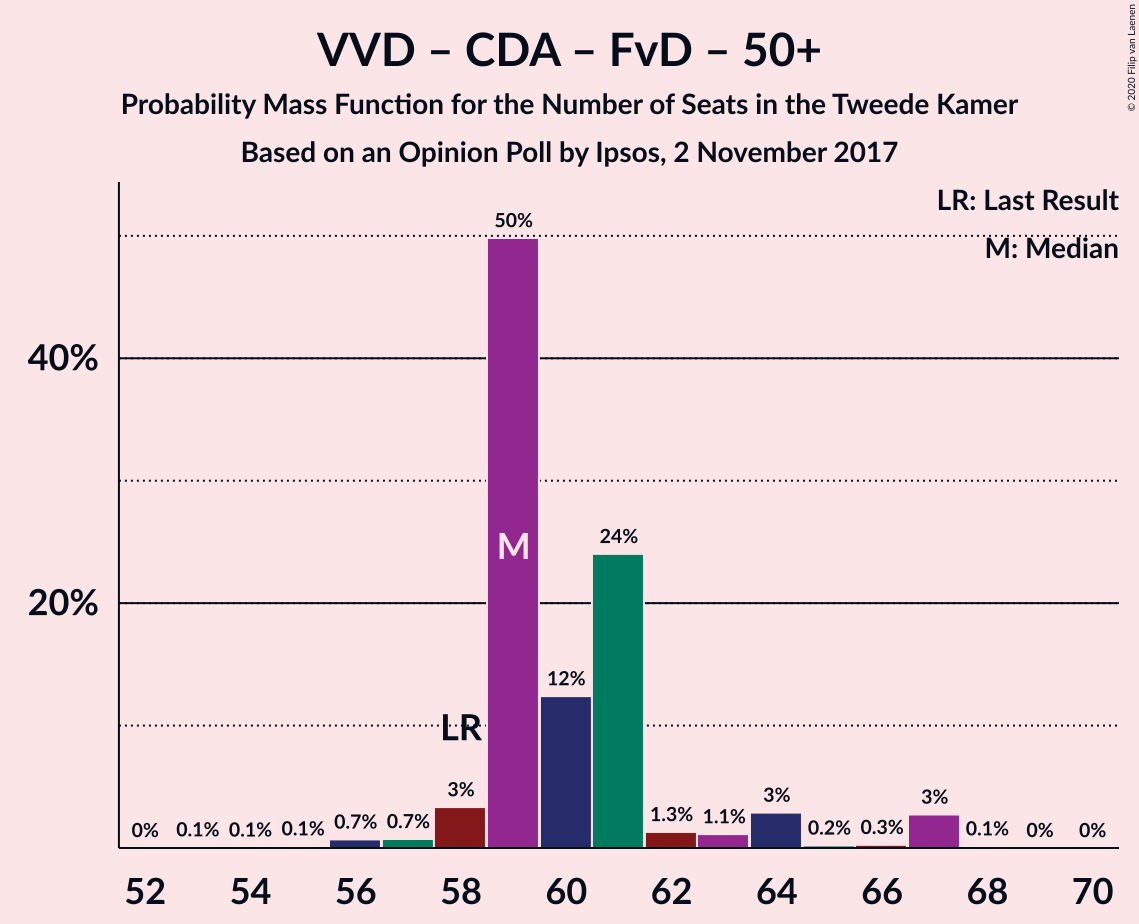 VVD – CDA – FvD – 50+
Probability Mass Function for the Number of Seats in the Tweede Kamer
Based on an Opinion Poll by Ipsos, 2 November 2017
© 2020 Filip van Laenen
LR: Last Result
M: Median
40%
20%
0%
0.1%
0.1%
0.1%
0.7%
0.7%
3%
50%
12%
24%
1.3%
1.1%
3%
0.2%
0.3%
3%
0.1%
0%
0%
LR
M
52 54 56 58 60 62 64 66 68 70